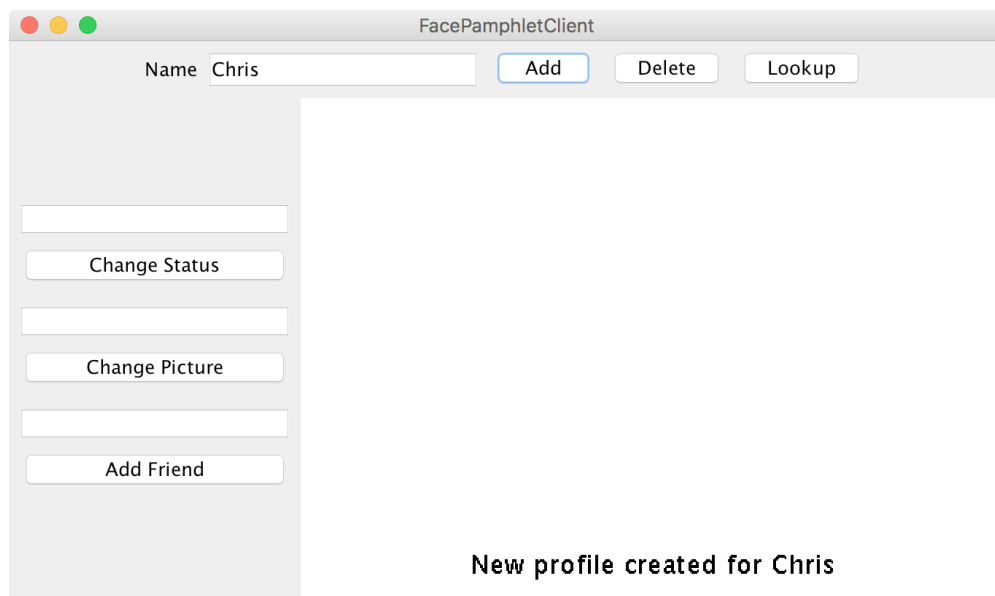 FacePamphletClient
Name Chris Add Delete Lookup
Change Status
Change Picture
Add Friend
New profile created for Chris